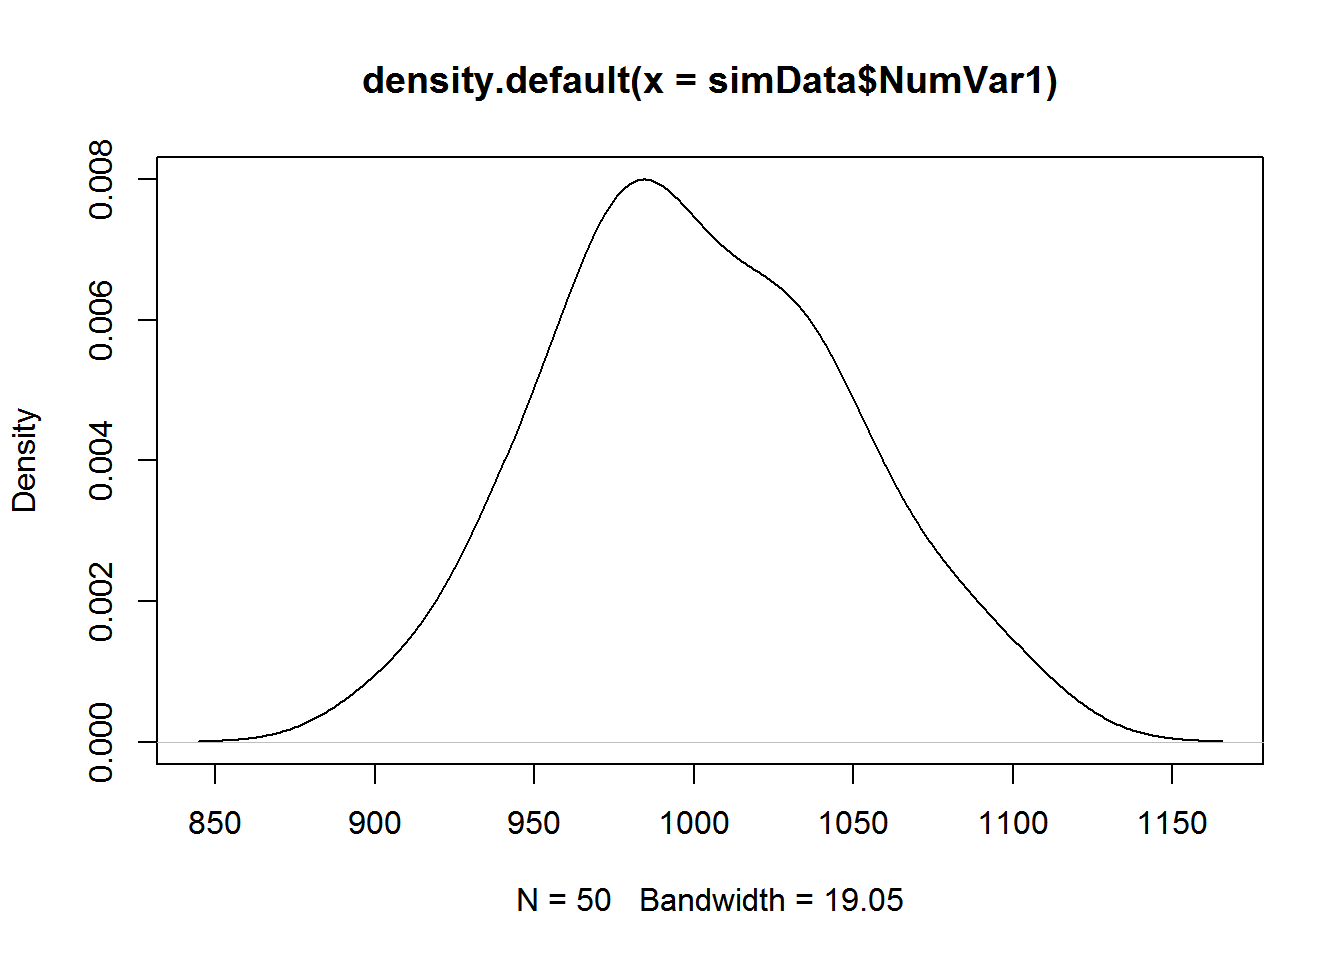 density.default(x = simData$NumVar1)
Density
0.008
0.006
0.004
0.002
0.000
850 900 950 1000 1050 1100 1150
N = 50 Bandwidth = 19.05